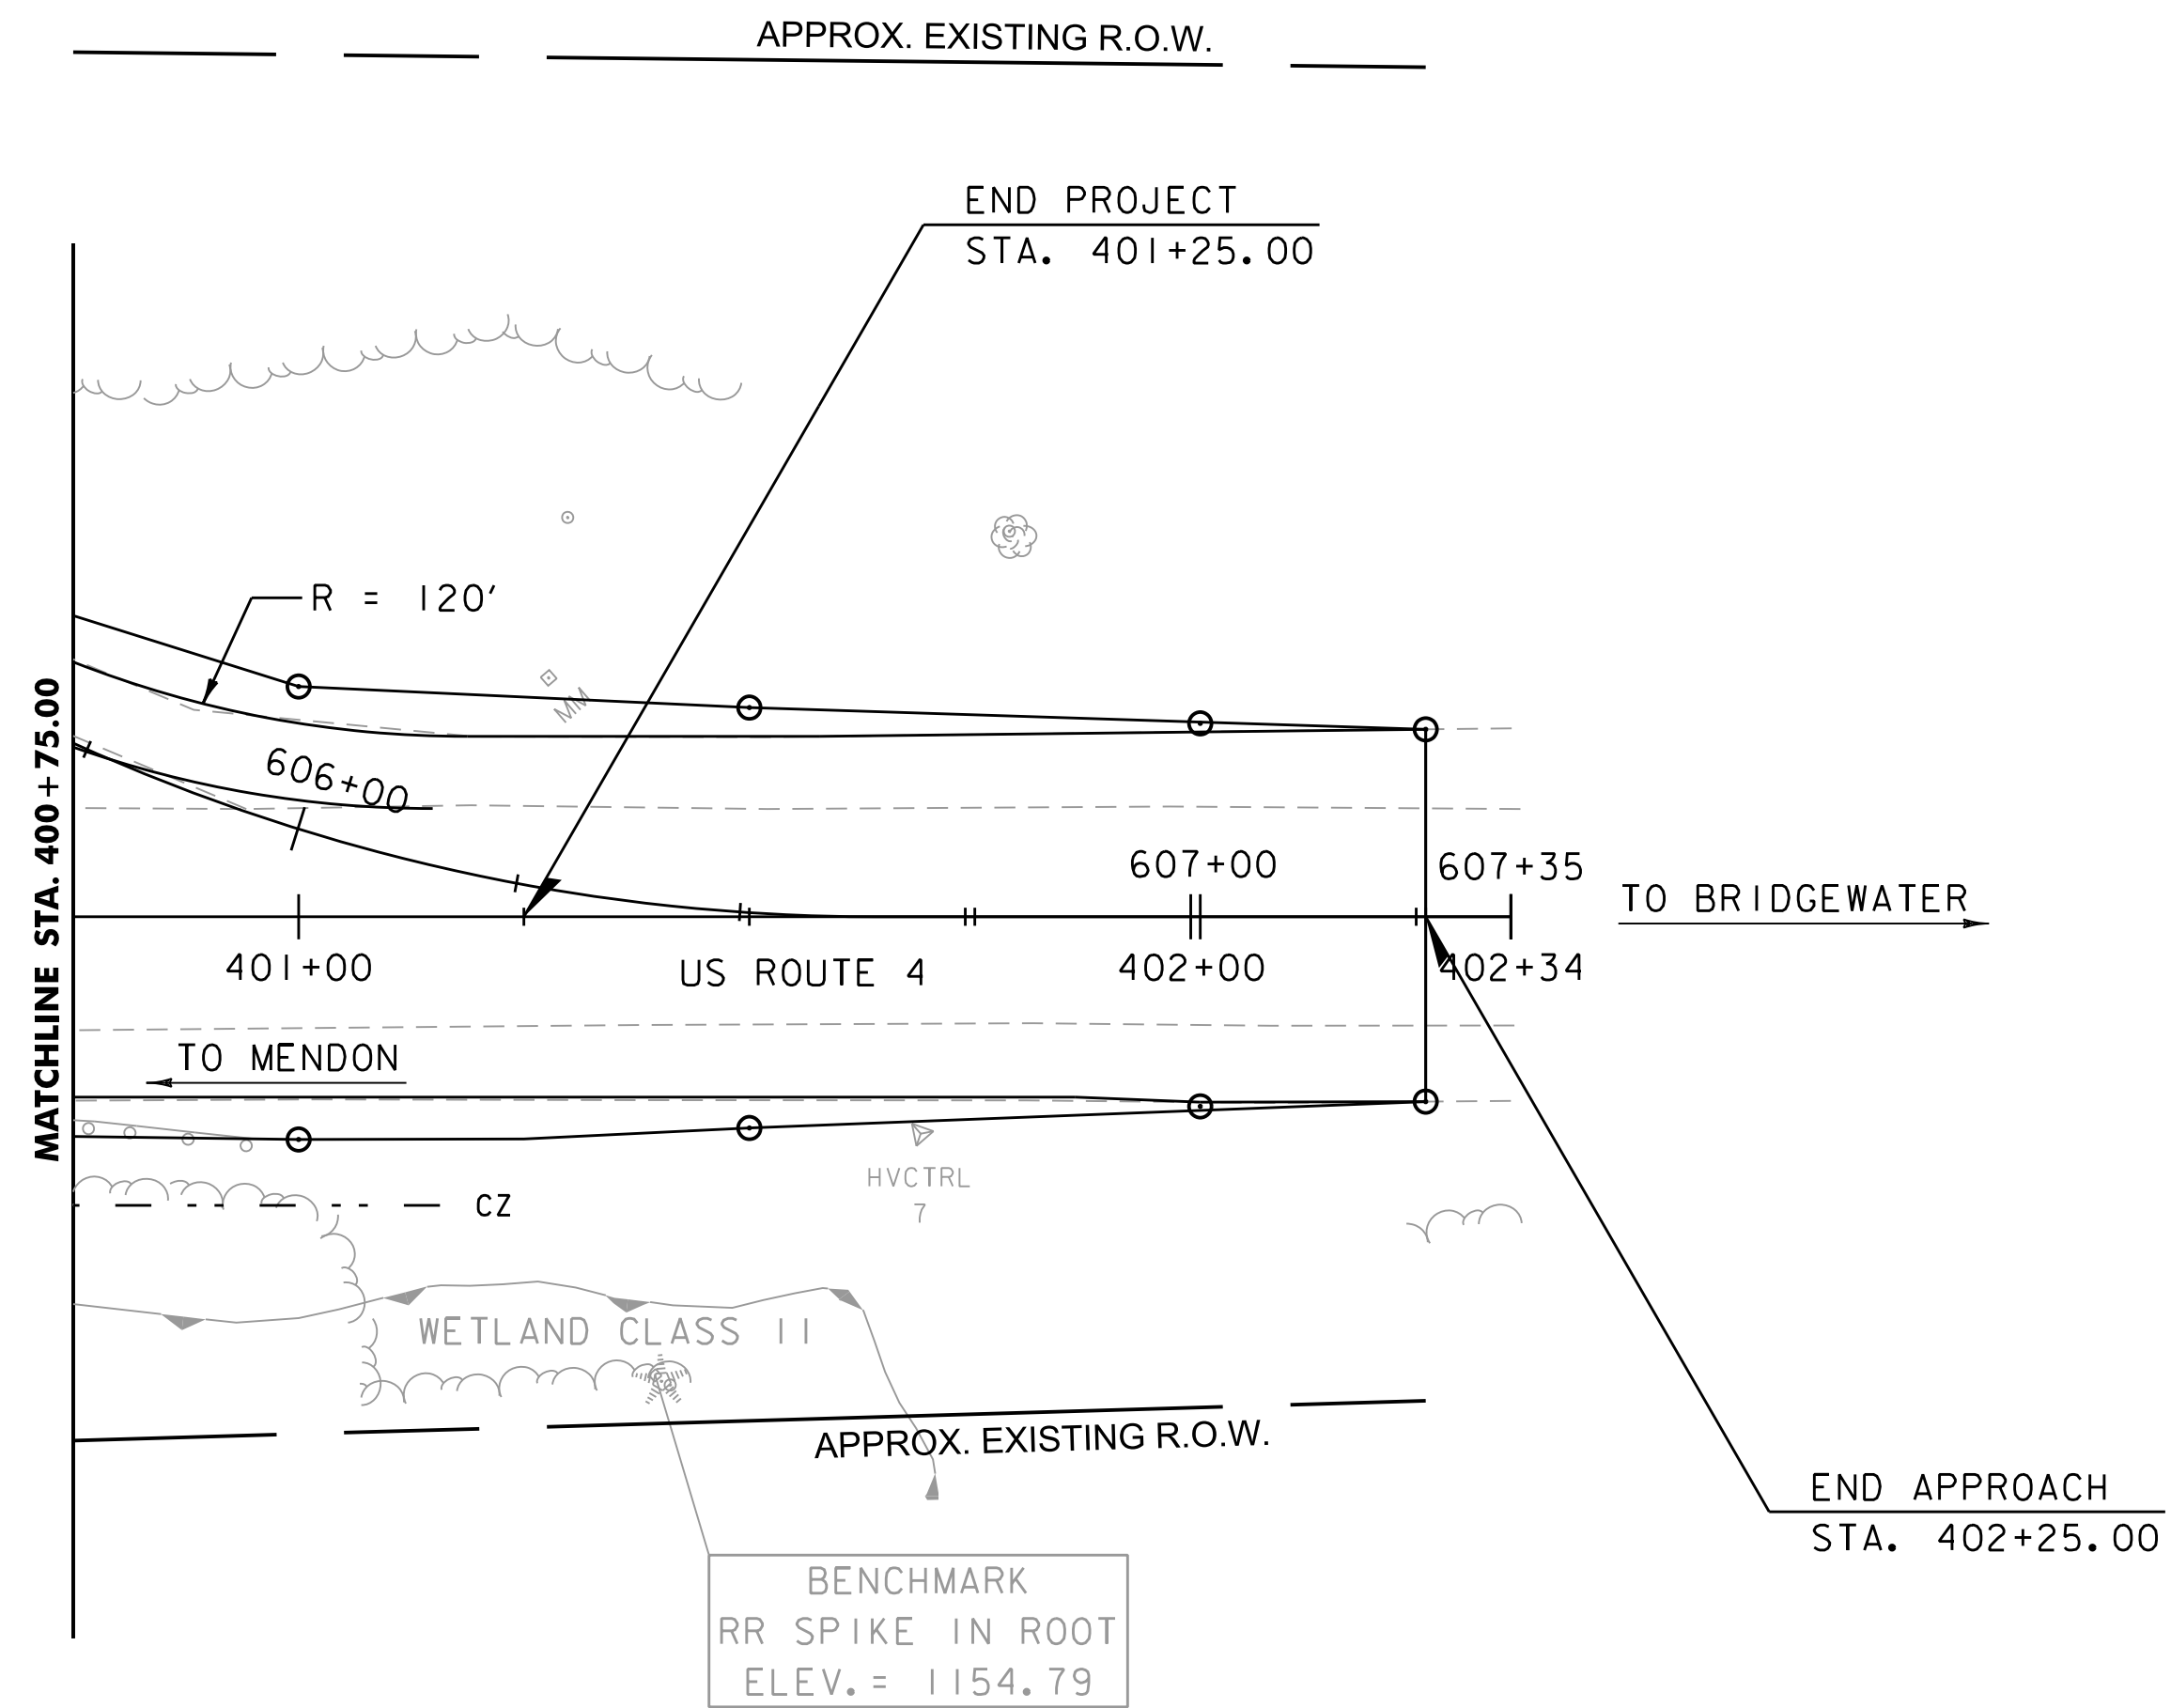 APPROX. EXISTING R.O.W.
END PROJECT
STA. 401+25.00
R = 120'
MM
MATCHLINE STA. 400+75.00
606+00
607+00
607+35
TO BRIDGEWATER
401+00
US ROUTE 4
402+00
402+34
TO MENDON
HVCTRL
7
CZ
WETLAND CLASS II
APPROX. EXISTING R.O.W.
END APPROACH
STA. 402+25.00
BENCHMARK
RR SPIKE IN ROOT
ELEV.= 1154.79